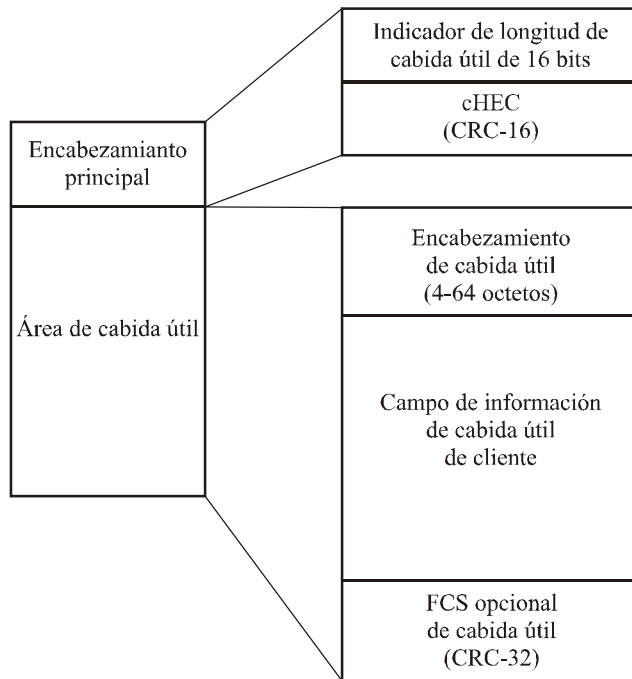 Encabezamianto
principal
Área de cabida útil
Indicador de longitud de
cabida útil de 16 bits
cHEC
(CRC-16)
Encabezamiento
de cabida útil
(4-64 octetos)
Campo de información
de cabida útil
de cliente
FCS opcional
de cabida útil
(CRC-32)